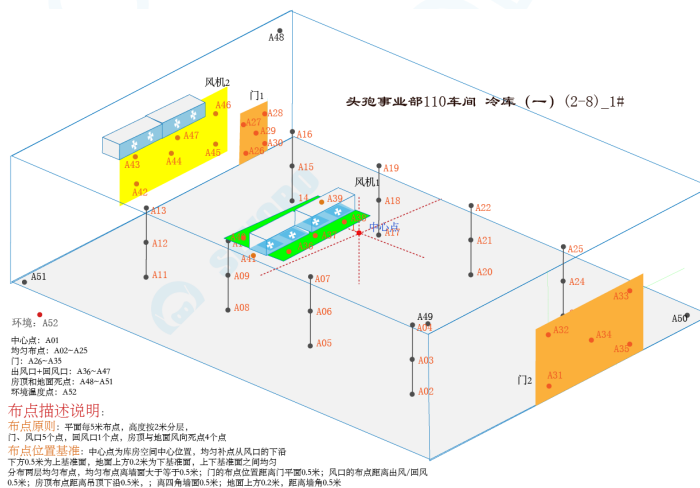 A48
头孢事业部110车间 冷库 (一) (2-8)_1#
风机2
门1
A46
A28
A27
A47
A29
A16
A45
A30
A43
A44
A26
A15
A19
A42
风机1
A39
A18
14
A13
A22
中心点
A17
A12
A21
A25
A41
A51
A11
A09
A07
A20
A24
A33
A08
A06
A49
A50
环境: A52
A04
A32
A34
A35
A05
A03
中心点: A01
均匀布点: A02~A25
门: A26~A35
出风口+回风口: A36~A47
房顶和地面死点: A48~A51
环境温度点: A52
门2
A31
A02
布点描述说明:
布点原则: 平面每5米布点, 高度按2米分层,
门、风口5个点, 回风口1个点, 房顶与地面风向死点4个点
布点位置基准: 中心点为库房空间中心位置, 均匀补点从风口的下沿
下方0.5米为上基准面, 地面上方0.2米为下基准面, 上下基准面之间均匀
分布两层均匀布点, 均匀布点离墙面大于等于0.5米; 门的布点位置距离门平面0.5米; 风口的布点距离出风/回风
0.5米; 房顶布点距离吊顶下沿0.5米, ; 离四角墙面0.5米; 地面上方0.2米, 距离墙角0.5米